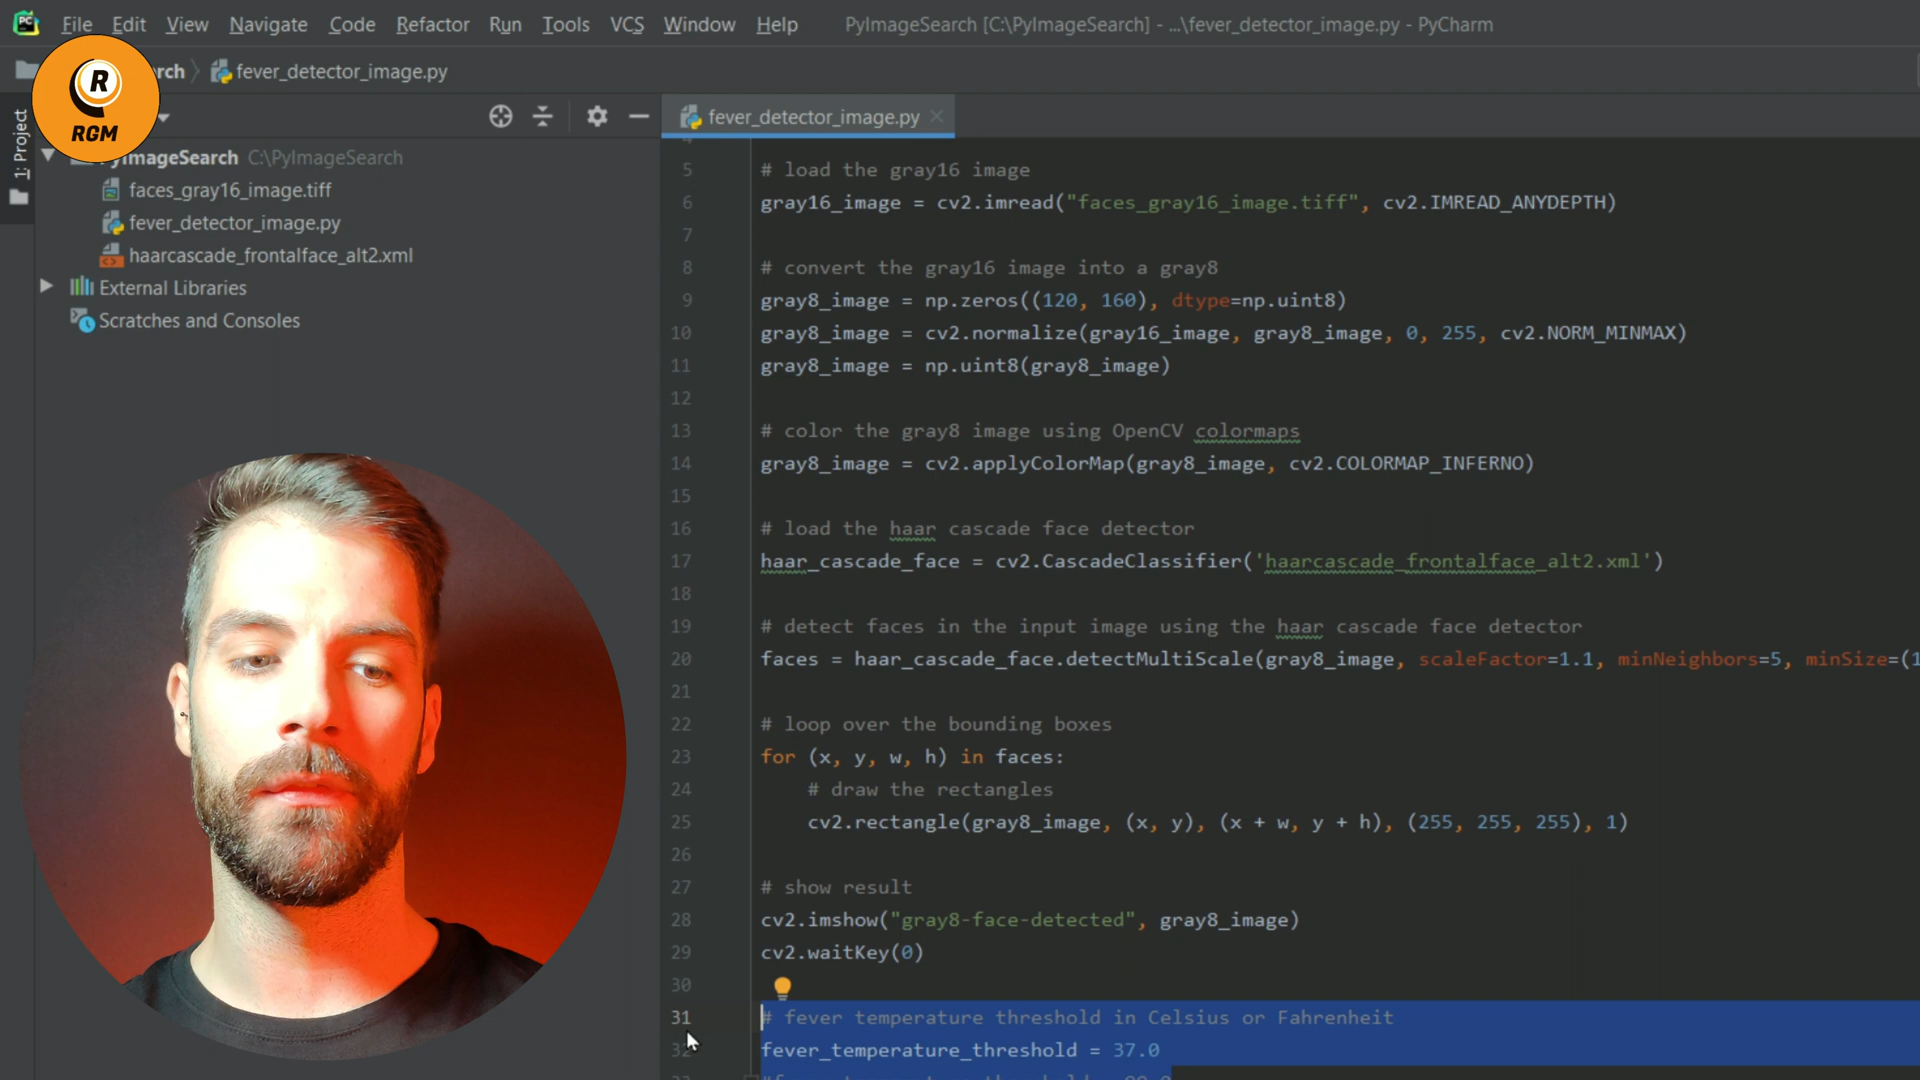 File Edit View Navigate Code Refactor Run Tools VCS Window Help PyImageSearch [C:\PyImageSearch] - ...\fever_detector_image.py - PyCharm
fever_detector_image.py
R
RGM
1: Project
fever_detector_image.py
PyImageSearch C:\PyImageSearch
faces_gray16_image.tiff
fever_detector_image.py
haarcascade_frontalface_alt2.xml
External Libraries
Scratches and Consoles
5 # load the gray16 image
6 gray16_image = cv2.imread("faces_gray16_image.tiff", cv2.IMREAD_ANYDEPTH)
7
8 # convert the gray16 image into a gray8
9 gray8_image = np.zeros((120, 160), dtype=np.uint8)
10 gray8_image = cv2.normalize(gray16_image, gray8_image, 0, 255, cv2.NORM_MINMAX)
11 gray8_image = np.uint8(gray8_image)
12
13 # color the gray8 image using OpenCV colormaps
14 gray8_image = cv2.applyColorMap(gray8_image, cv2.COLORMAP_INFERNO)
15
16 # load the haar cascade face detector
17 haar_cascade_face = cv2.CascadeClassifier('haarcascade_frontalface_alt2.xml')
18
19 # detect faces in the input image using the haar cascade face detector
20 faces = haar_cascade_face.detectMultiScale(gray8_image, scaleFactor=1.1, minNeighbors=5, minSize=(1
21
22 # loop over the bounding boxes
23 for (x, y, w, h) in faces:
24 # draw the rectangles
25 cv2.rectangle(gray8_image, (x, y), (x + w, y + h), (255, 255, 255), 1)
26
27 # show result
28 cv2.imshow("gray8-face-detected", gray8_image)
29 cv2.waitKey(0)
30
31 # fever temperature threshold in Celsius or Fahrenheit
32 fever_temperature_threshold = 37.0